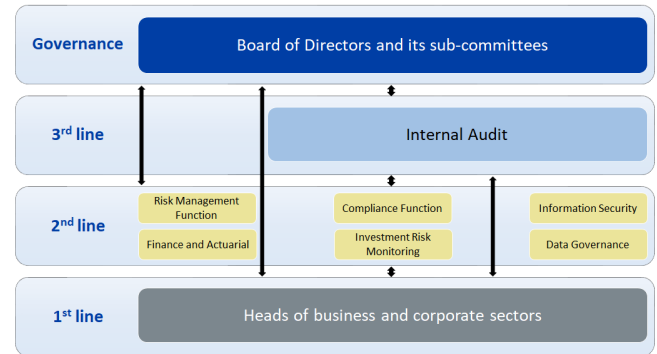 Governance
Board of Directors and its sub-committees
3rd line
Internal Audit
2nd line
Risk Management
Function
Compliance Function
Information Security
Finance and Actuarial
Investment Risk
Monitoring
Data Governance
1st line
Heads of business and corporate sectors